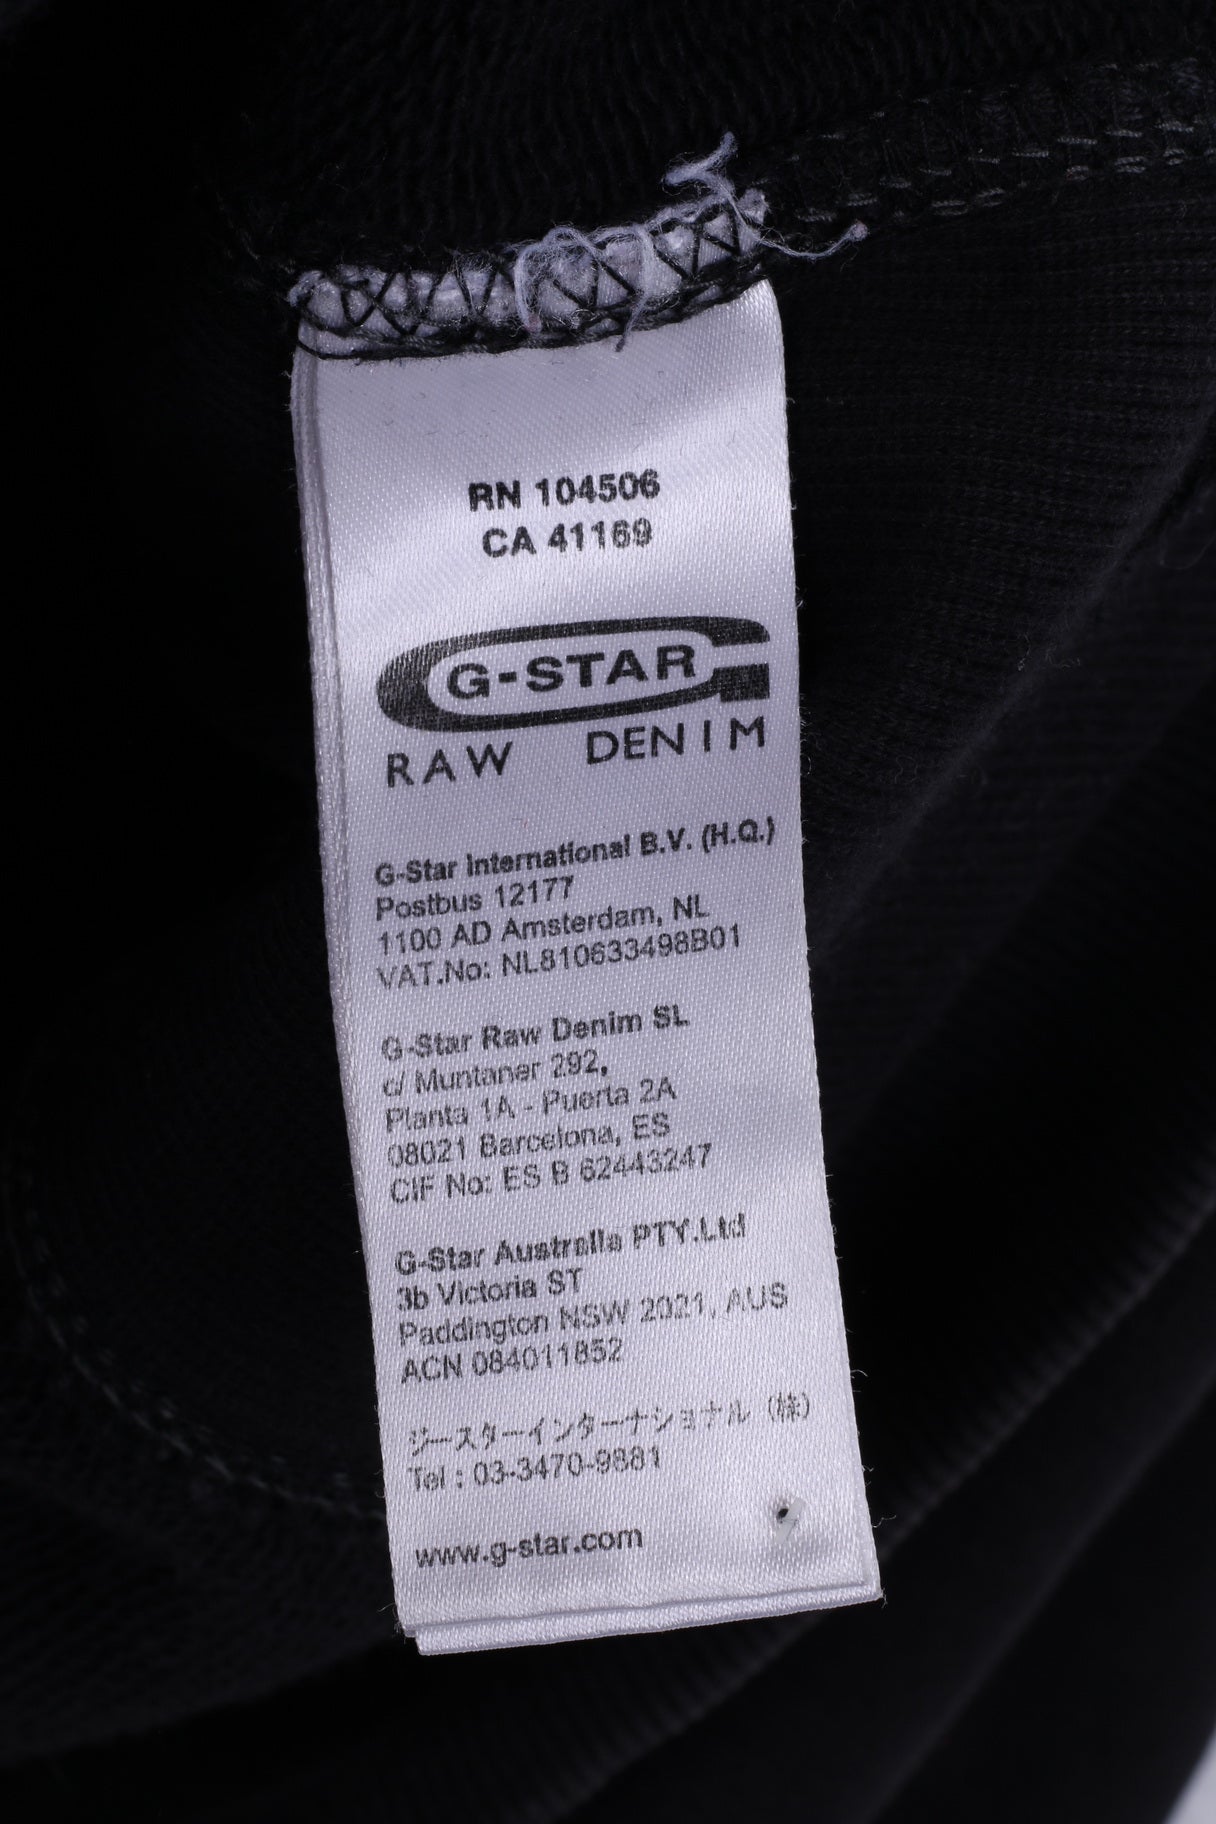 RN 104506
CA 41169
G-STAR
RAW DENIM
G-Star International B.V. (H.Q.)
Postbus 12177
1100 AD Amsterdam, NL
VAT.No: NL810633498B01
G-Star Raw Denim SL
c/ Muntaner 292,
Planta 1A - Puerta 2A
08021 Barcelona, ES
CIF No: ES B 62443247
G-Star Australia PTY.Ltd
3b Victoria ST
Paddington NSW 2021, AUS
ACN 084011852
ジースターインターナショナル（株）
Tel : 03-3470-9881
www.g-star.com